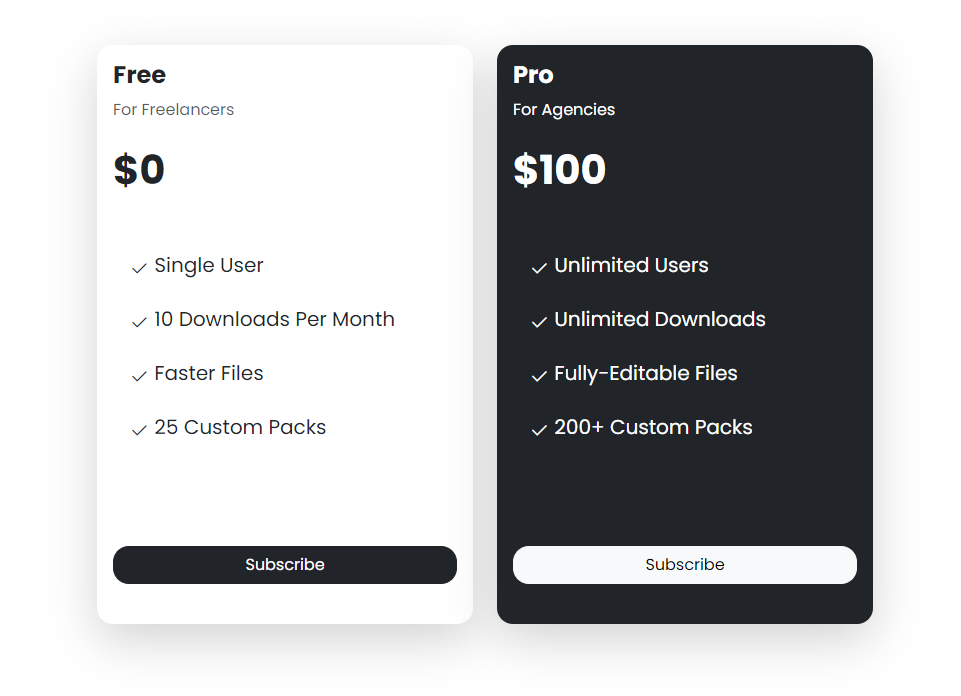 Free
For Freelancers
$0
Single User
10 Downloads Per Month
Faster Files
25 Custom Packs
Subscribe
Pro
For Agencies
$100
Unlimited Users
Unlimited Downloads
Fully-Editable Files
200+ Custom Packs
Subscribe